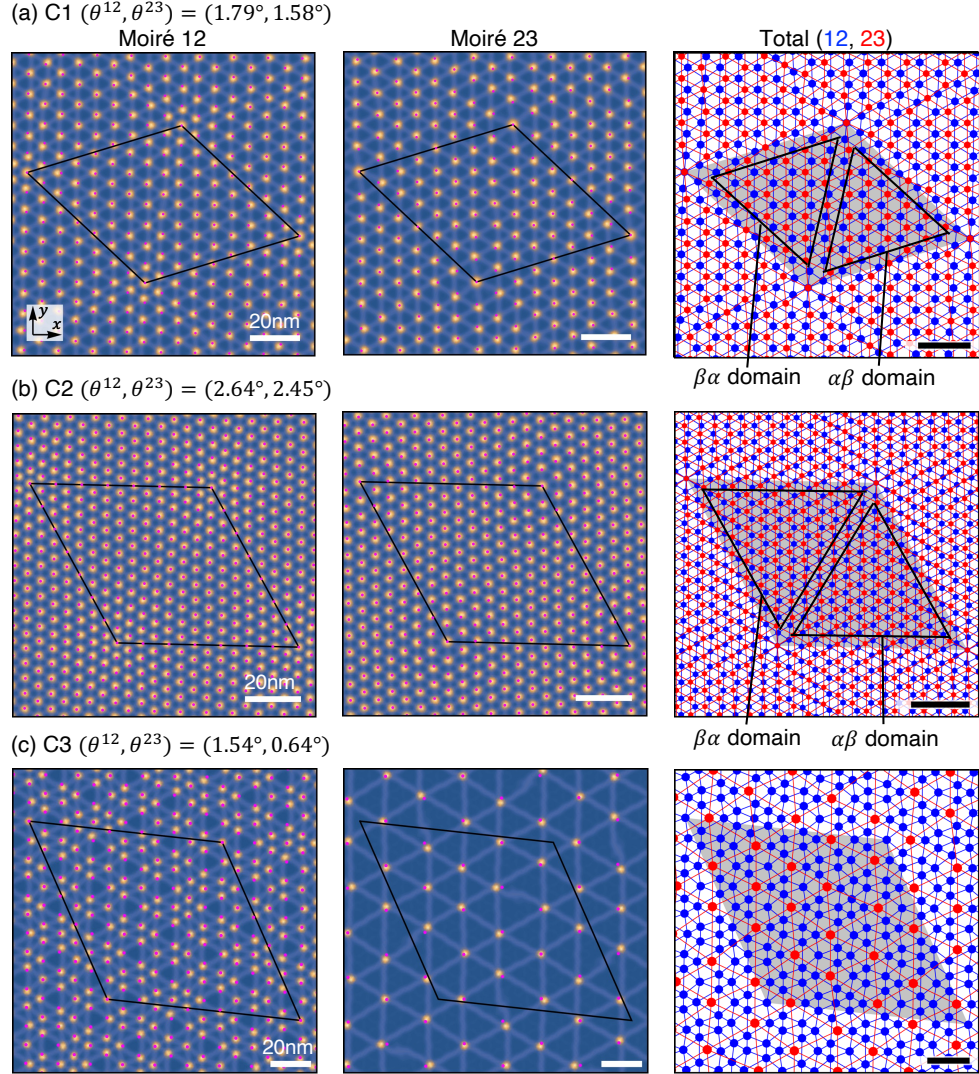 (a) C1 (θ¹², θ²³) = (1.79°, 1.58°)
Moiré 12
Moiré 23
Total (12, 23)
y
x
20nm
βα domain
αβ domain
(b) C2 (θ¹², θ²³) = (2.64°, 2.45°)
20nm
βα domain
αβ domain
(c) C3 (θ¹², θ²³) = (1.54°, 0.64°)
20nm